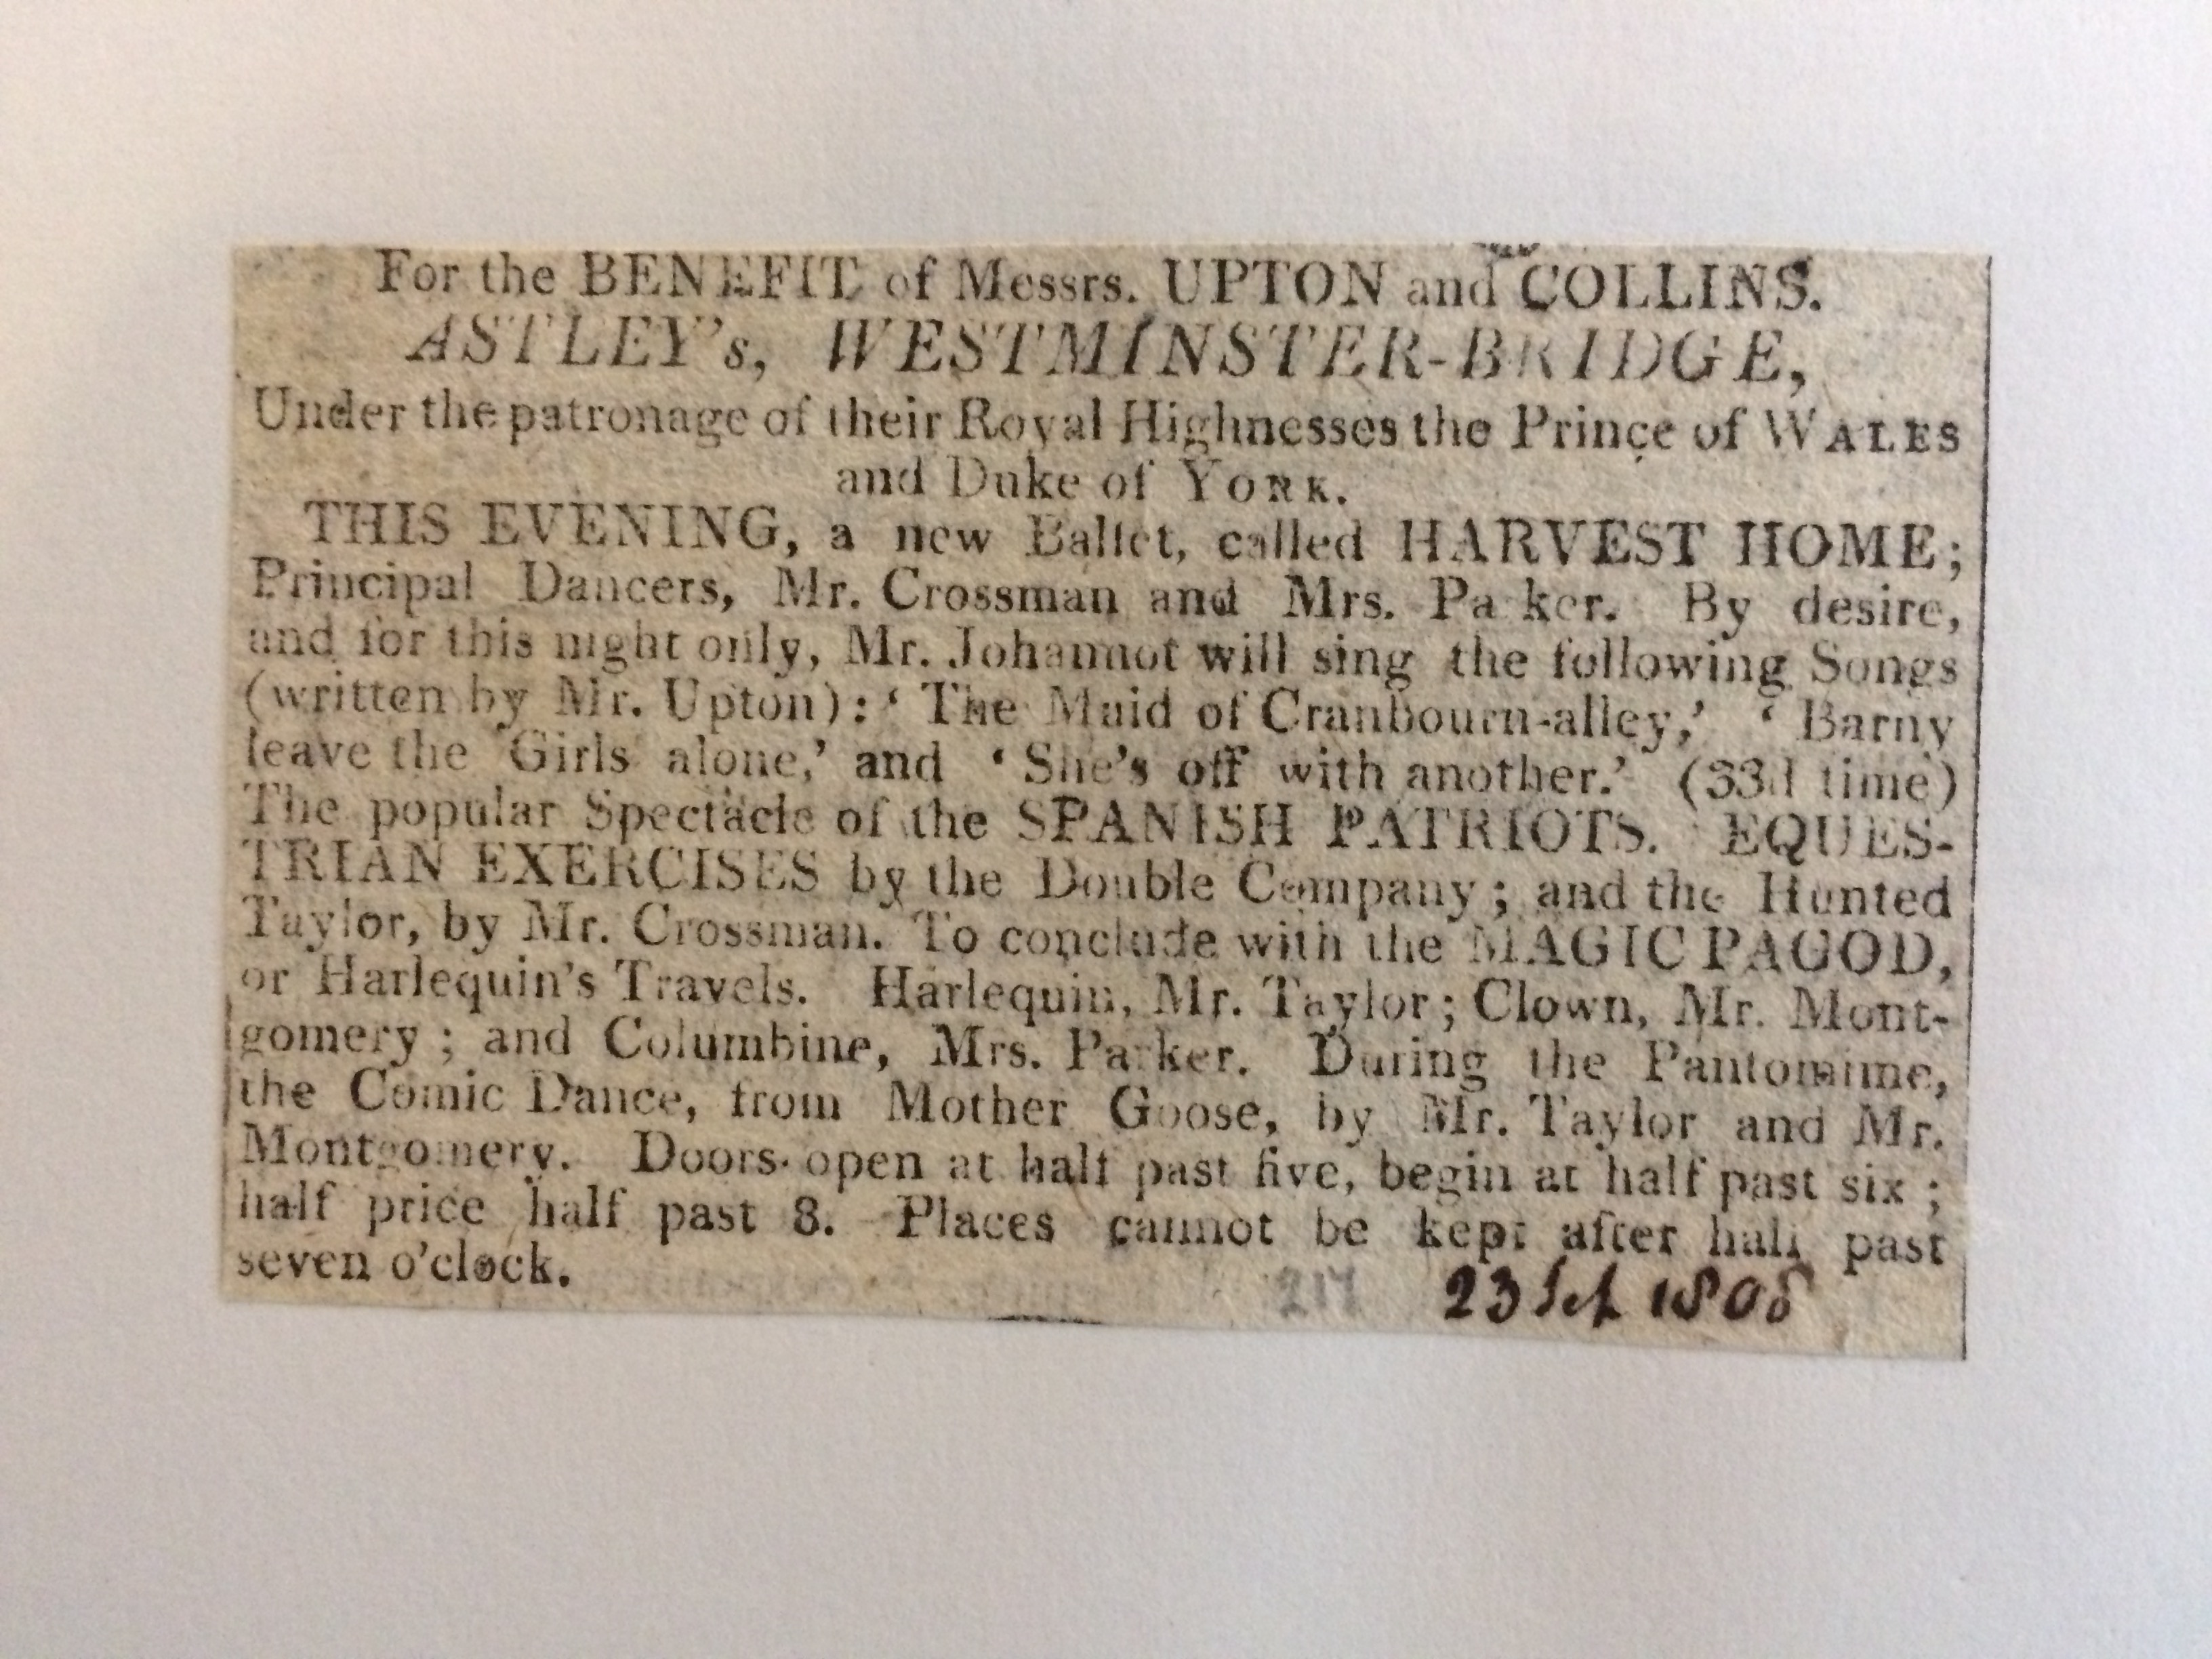 For the BENEFIT of Messrs. UPTON and COLLINS.
ASTLEY's, WESTMINSTER-BRIDGE,
Under the patronage of their Royal Highnesses the Prince of WALES
and Duke of YORK.
THIS EVENING, a new Ballet, called HARVEST HOME;
Principal Dancers, Mr. Crossman and Mrs. Parker. By desire,
and for this night only, Mr. Johannot will sing the following Songs
(written by Mr. Upton): ‘ The Maid of Cranbourn-alley,’ ‘ Barny
leave the Girls alone,’ and ‘ She's off with another.’ (33d time)
The popular Spectacle of the SPANISH PATRIOTS. EQUES-
TRIAN EXERCISES by the Double Company; and the Hunted
Taylor, by Mr. Crossman. To conclude with the MAGIC PAGOD,
or Harlequin's Travels. Harlequin, Mr. Taylor; Clown, Mr. Mont-
gomery; and Columbine, Mrs. Parker. During the Pantomime,
the Comic Dance, from Mother Goose, by Mr. Taylor and Mr.
Montgomery. Doors open at half past five, begin at half past six;
half price half past 8. Places cannot be kept after half past
seven o'clock.
23 Sep 1808